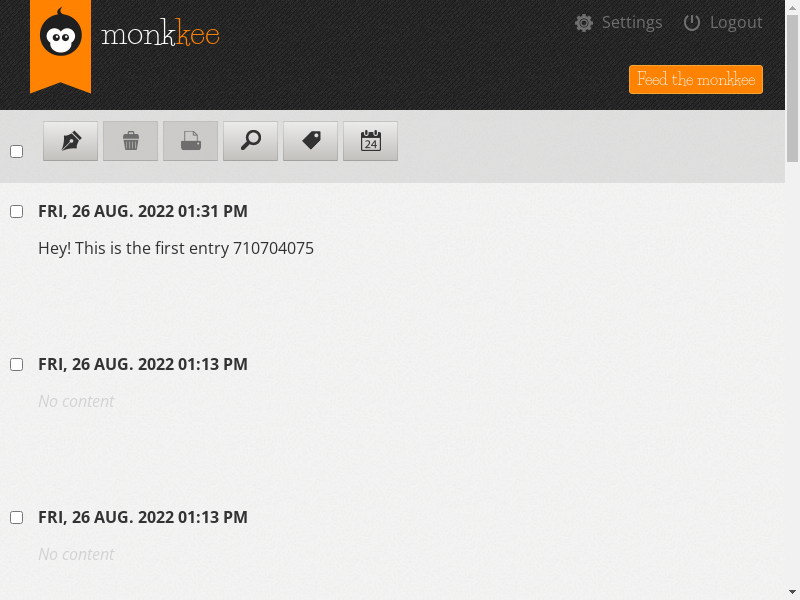 monkkee
Settings
Logout
Feed the monkkee
24
FRI, 26 AUG. 2022 01:31 PM
Hey! This is the first entry 710704075
FRI, 26 AUG. 2022 01:13 PM
No content
FRI, 26 AUG. 2022 01:13 PM
No content